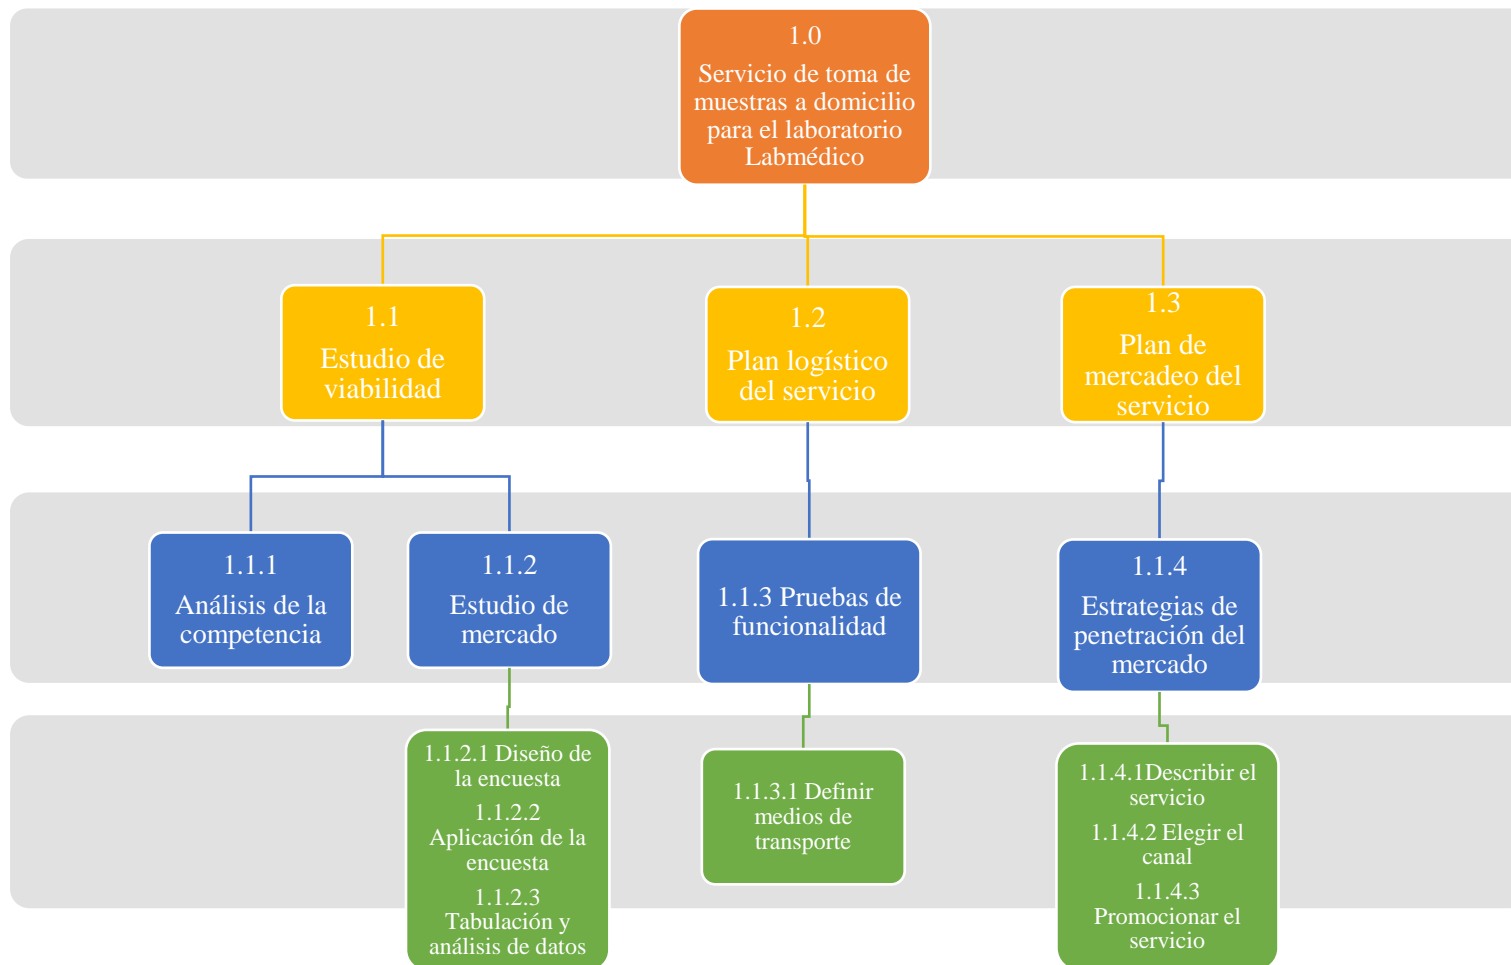 1.0
Servicio de toma de
muestras a domicilio
para el laboratorio
Labmédico
1.1
Estudio de
viabilidad
1.2
Plan logístico
del servicio
1.3
Plan de
mercadeo del
servicio
1.1.1
Análisis de la
competencia
1.1.2
Estudio de
mercado
1.1.3 Pruebas de
funcionalidad
1.1.4
Estrategias de
penetración del
mercado
1.1.2.1 Diseño de
la encuesta
1.1.2.2
Aplicación de la
encuesta
1.1.2.3
Tabulación y
análisis de datos
1.1.3.1 Definir
medios de
transporte
1.1.4.1Describir el
servicio
1.1.4.2 Elegir el
canal
1.1.4.3
Promocionar el
servicio